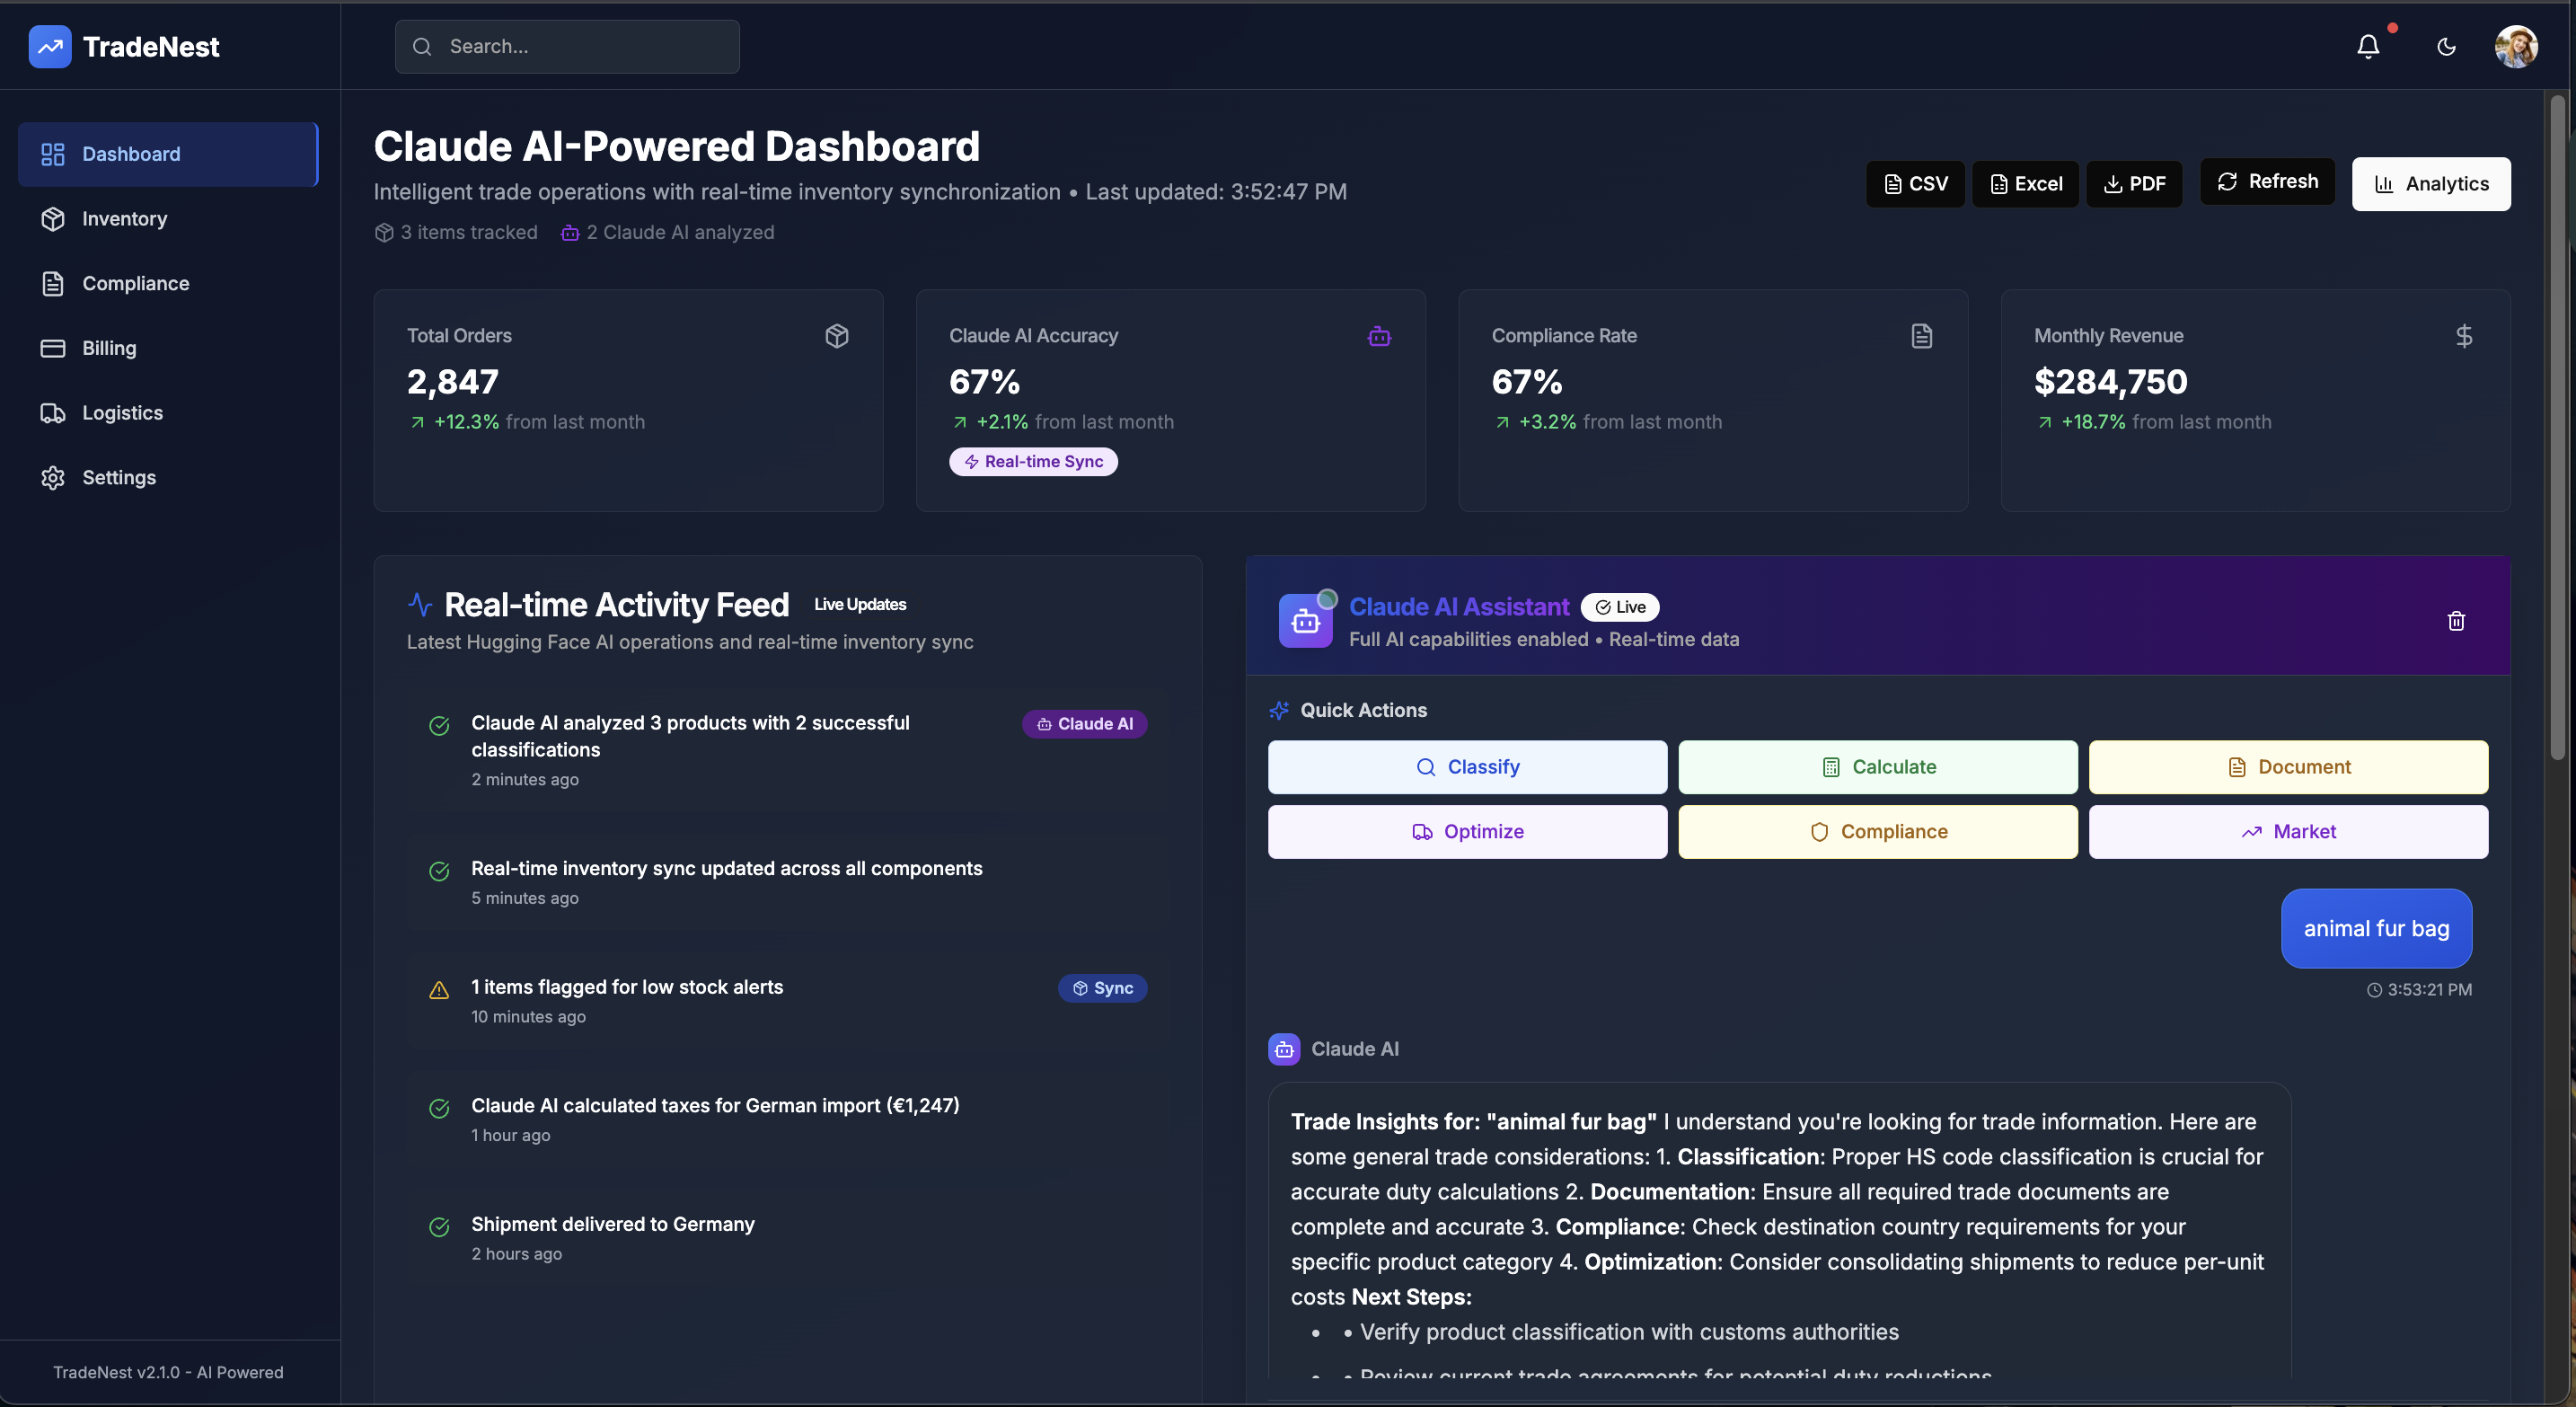 TradeNest
Search...
Dashboard
Inventory
Compliance
Billing
Logistics
Settings
TradeNest v2.1.0 - AI Powered
Claude AI-Powered Dashboard
Intelligent trade operations with real-time inventory synchronization • Last updated: 3:52:47 PM
3 items tracked
2 Claude AI analyzed
CSV
Excel
PDF
Refresh
Analytics
Total Orders
2,847
+12.3% from last month
Claude AI Accuracy
67%
+2.1% from last month
Real-time Sync
Compliance Rate
67%
+3.2% from last month
Monthly Revenue
$284,750
+18.7% from last month
Real-time Activity Feed
Live Updates
Latest Hugging Face AI operations and real-time inventory sync
Claude AI analyzed 3 products with 2 successful
classifications
2 minutes ago
Claude AI
Real-time inventory sync updated across all components
5 minutes ago
1 items flagged for low stock alerts
10 minutes ago
Sync
Claude AI calculated taxes for German import (€1,247)
1 hour ago
Shipment delivered to Germany
2 hours ago
Claude AI Assistant
Live
Full AI capabilities enabled • Real-time data
Quick Actions
Classify
Calculate
Document
Optimize
Compliance
Market
animal fur bag
3:53:21 PM
Claude AI
Trade Insights for: "animal fur bag" I understand you're looking for trade information. Here are
some general trade considerations: 1. Classification: Proper HS code classification is crucial for
accurate duty calculations 2. Documentation: Ensure all required trade documents are
complete and accurate 3. Compliance: Check destination country requirements for your
specific product category 4. Optimization: Consider consolidating shipments to reduce per-unit
costs Next Steps:
• • Verify product classification with customs authorities
• • Review current trade agreements for potential duty reductions